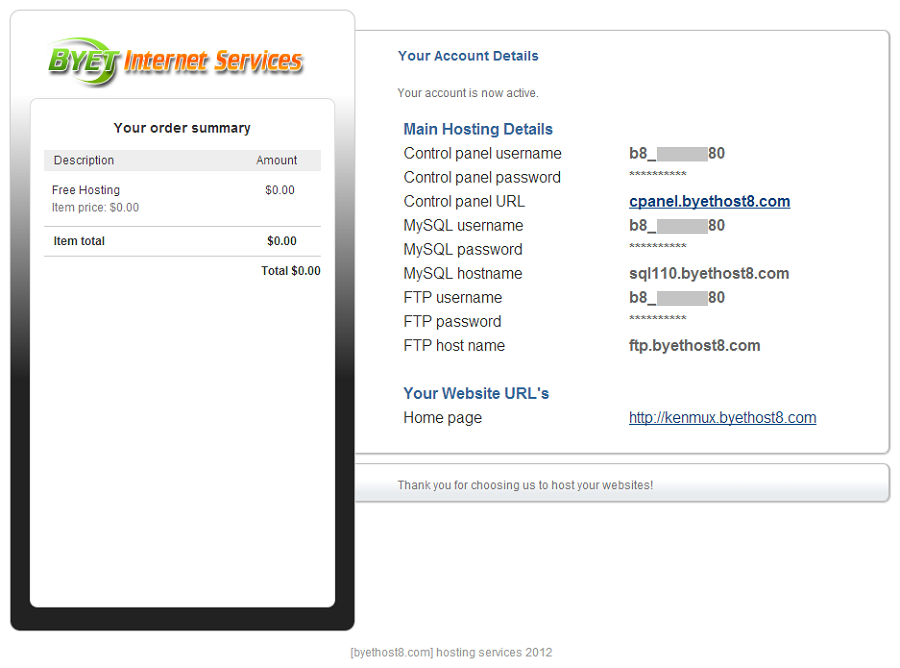 BYET Internet Services
Your order summary
Description Amount
Free Hosting $0.00
Item price: $0.00
Item total $0.00
Total $0.00
Your Account Details
Your account is now active.
Main Hosting Details
Control panel username b8_ 80
Control panel password **********
Control panel URL cpanel.byethost8.com
MySQL username b8_ 80
MySQL password **********
MySQL hostname sql110.byethost8.com
FTP username b8_ 80
FTP password **********
FTP host name ftp.byethost8.com
Your Website URL's
Home page http://kenmux.byethost8.com
Thank you for choosing us to host your websites!
[byethost8.com] hosting services 2012